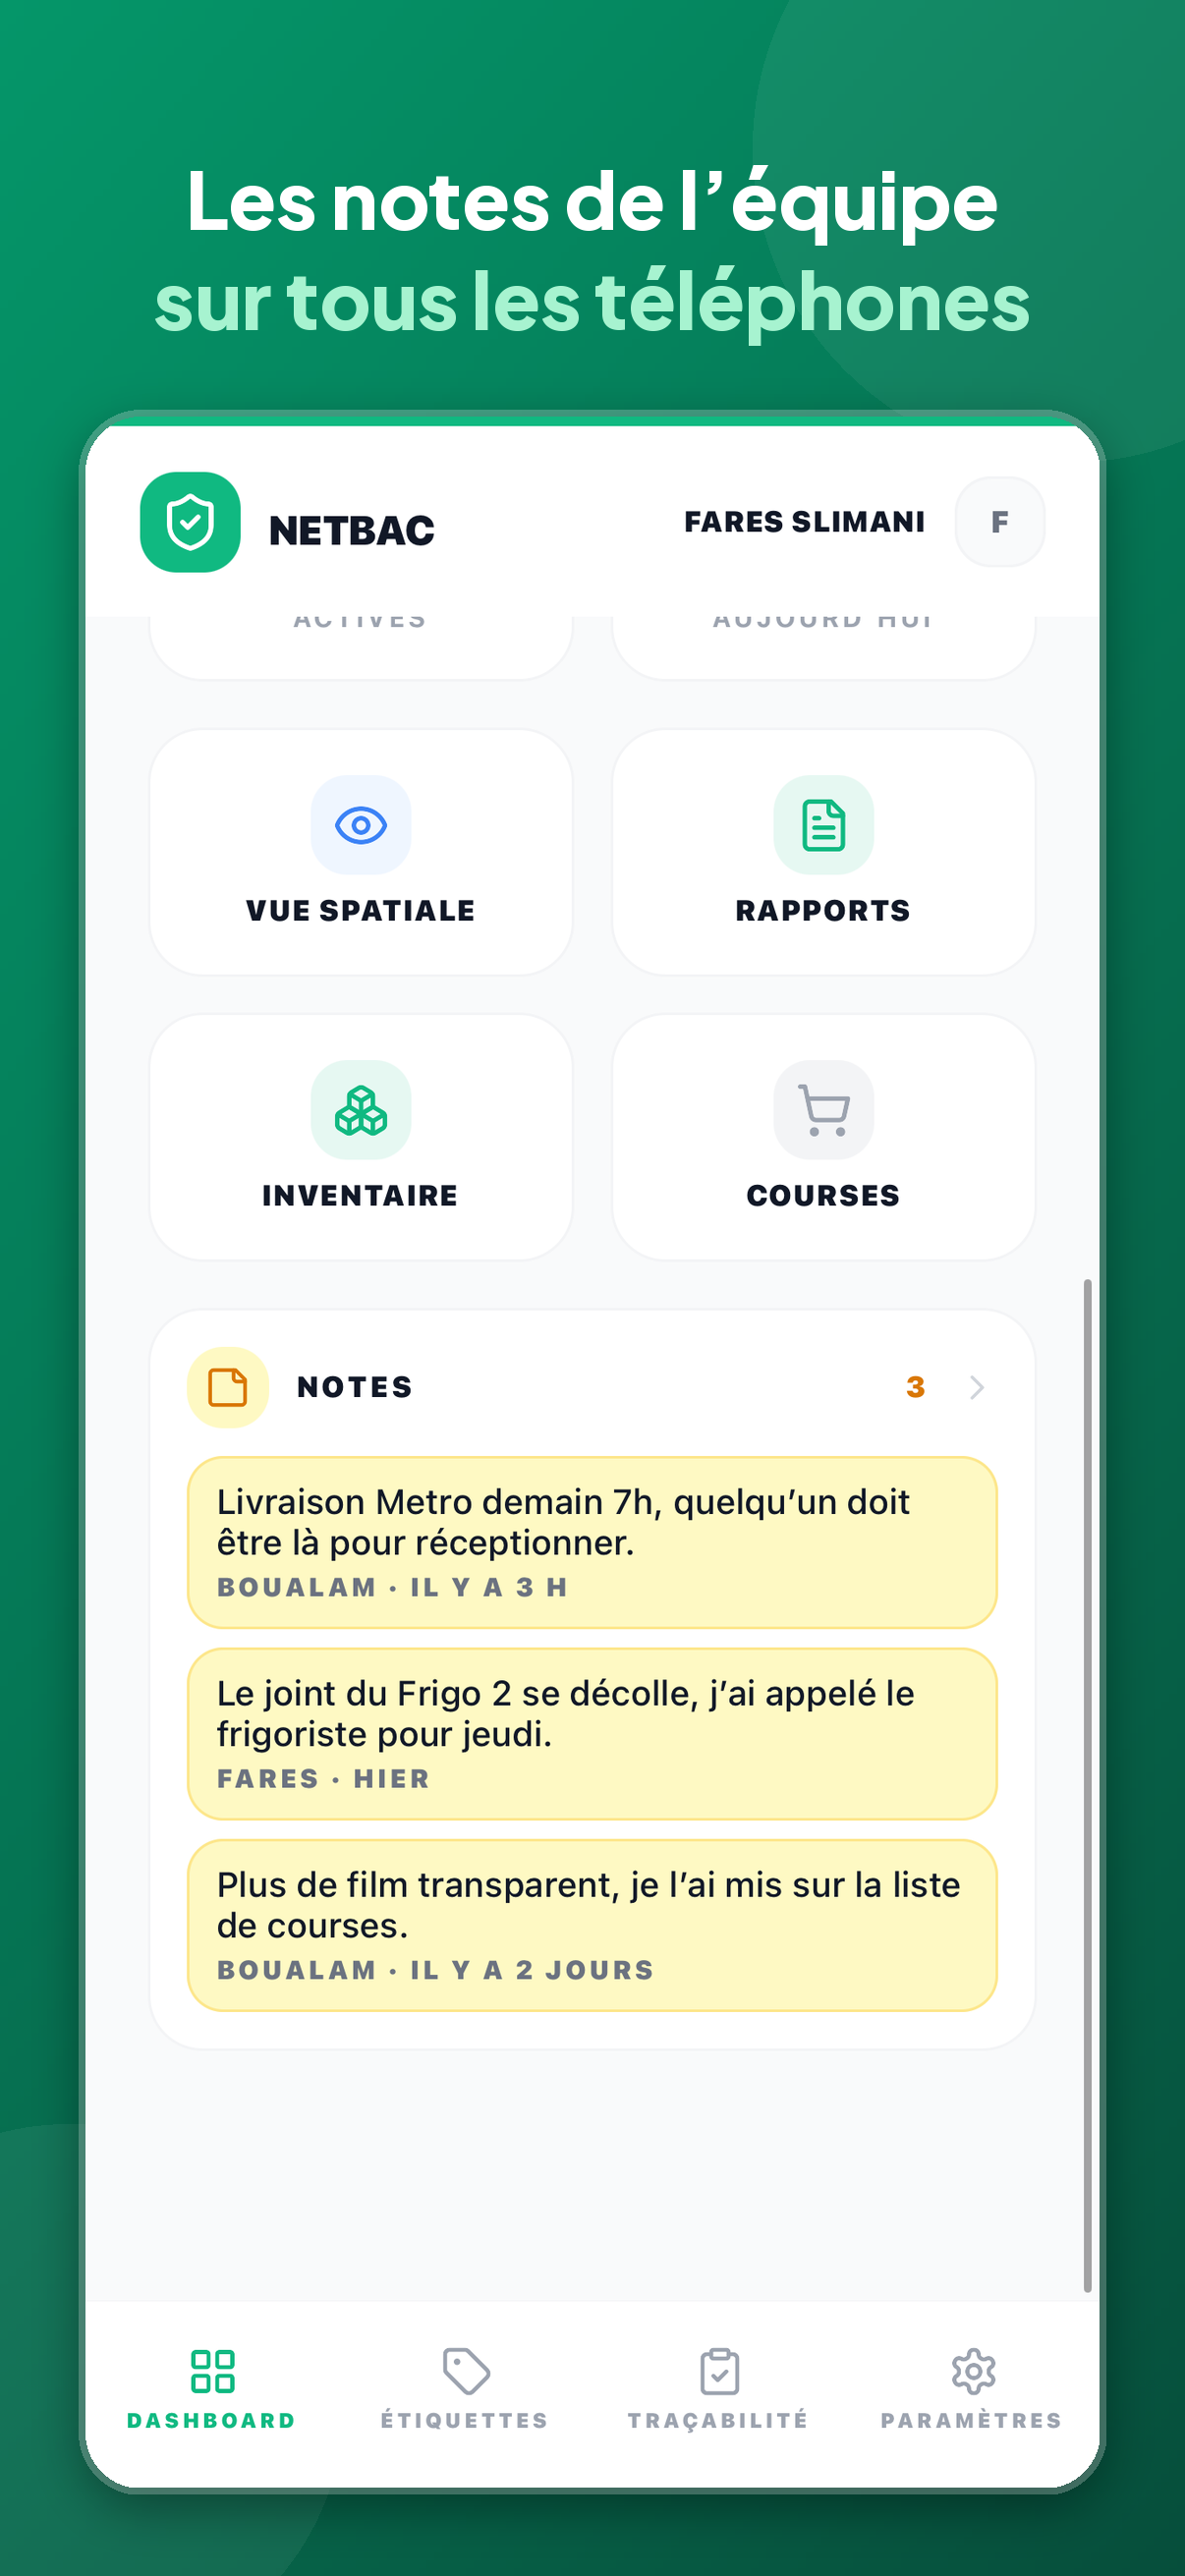 Les notes de l’équipe
sur tous les téléphones
NETBAC
FARES SLIMANI
F
ACTIVES
AUJOURD'HUI
VUE SPATIALE
RAPPORTS
INVENTAIRE
COURSES
NOTES
3
Livraison Metro demain 7h, quelqu’un doit
être là pour réceptionner.
BOUALAM · IL Y A 3 H
Le joint du Frigo 2 se décolle, j’ai appelé le
frigoriste pour jeudi.
FARES · HIER
Plus de film transparent, je l’ai mis sur la liste
de courses.
BOUALAM · IL Y A 2 JOURS
DASHBOARD
ÉTIQUETTES
TRAÇABILITÉ
PARAMÈTRES